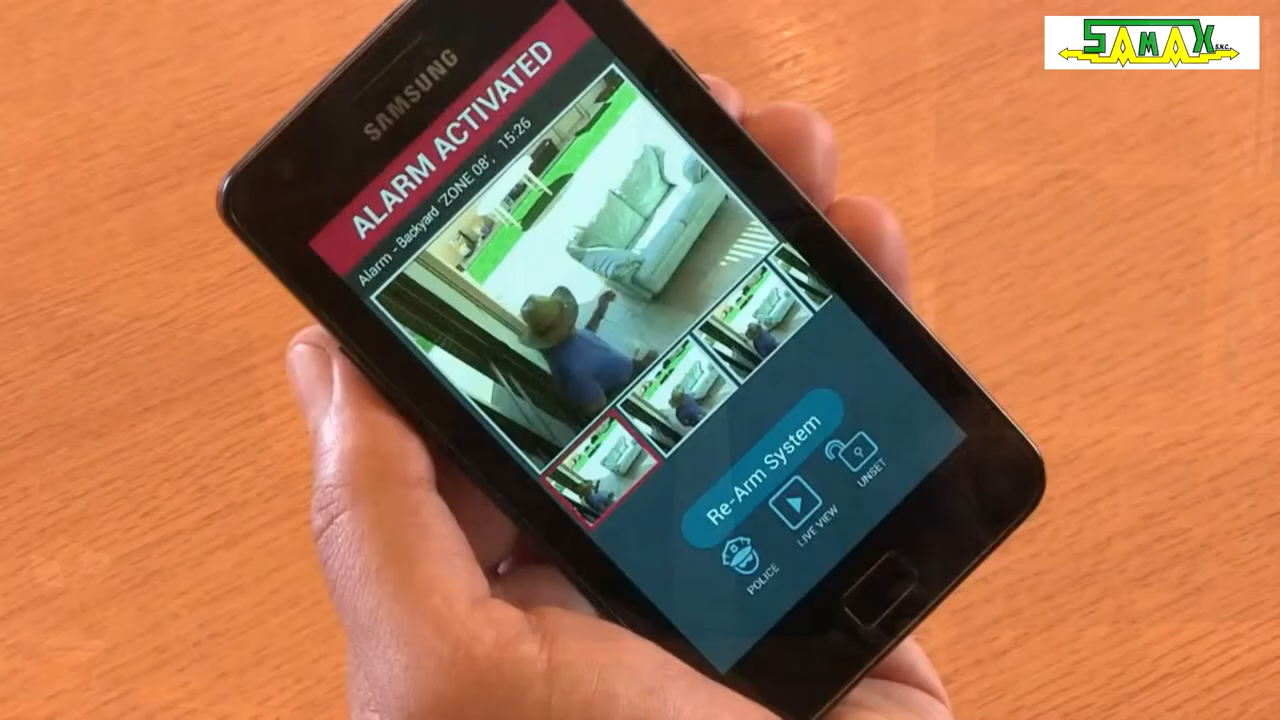 SAMAX S.N.C.
SAMSUNG
ALARM ACTIVATED
Alarm - Backyard 'ZONE 08', 15:26
Re-Arm System
POLICE
LIVE VIEW
UNSET